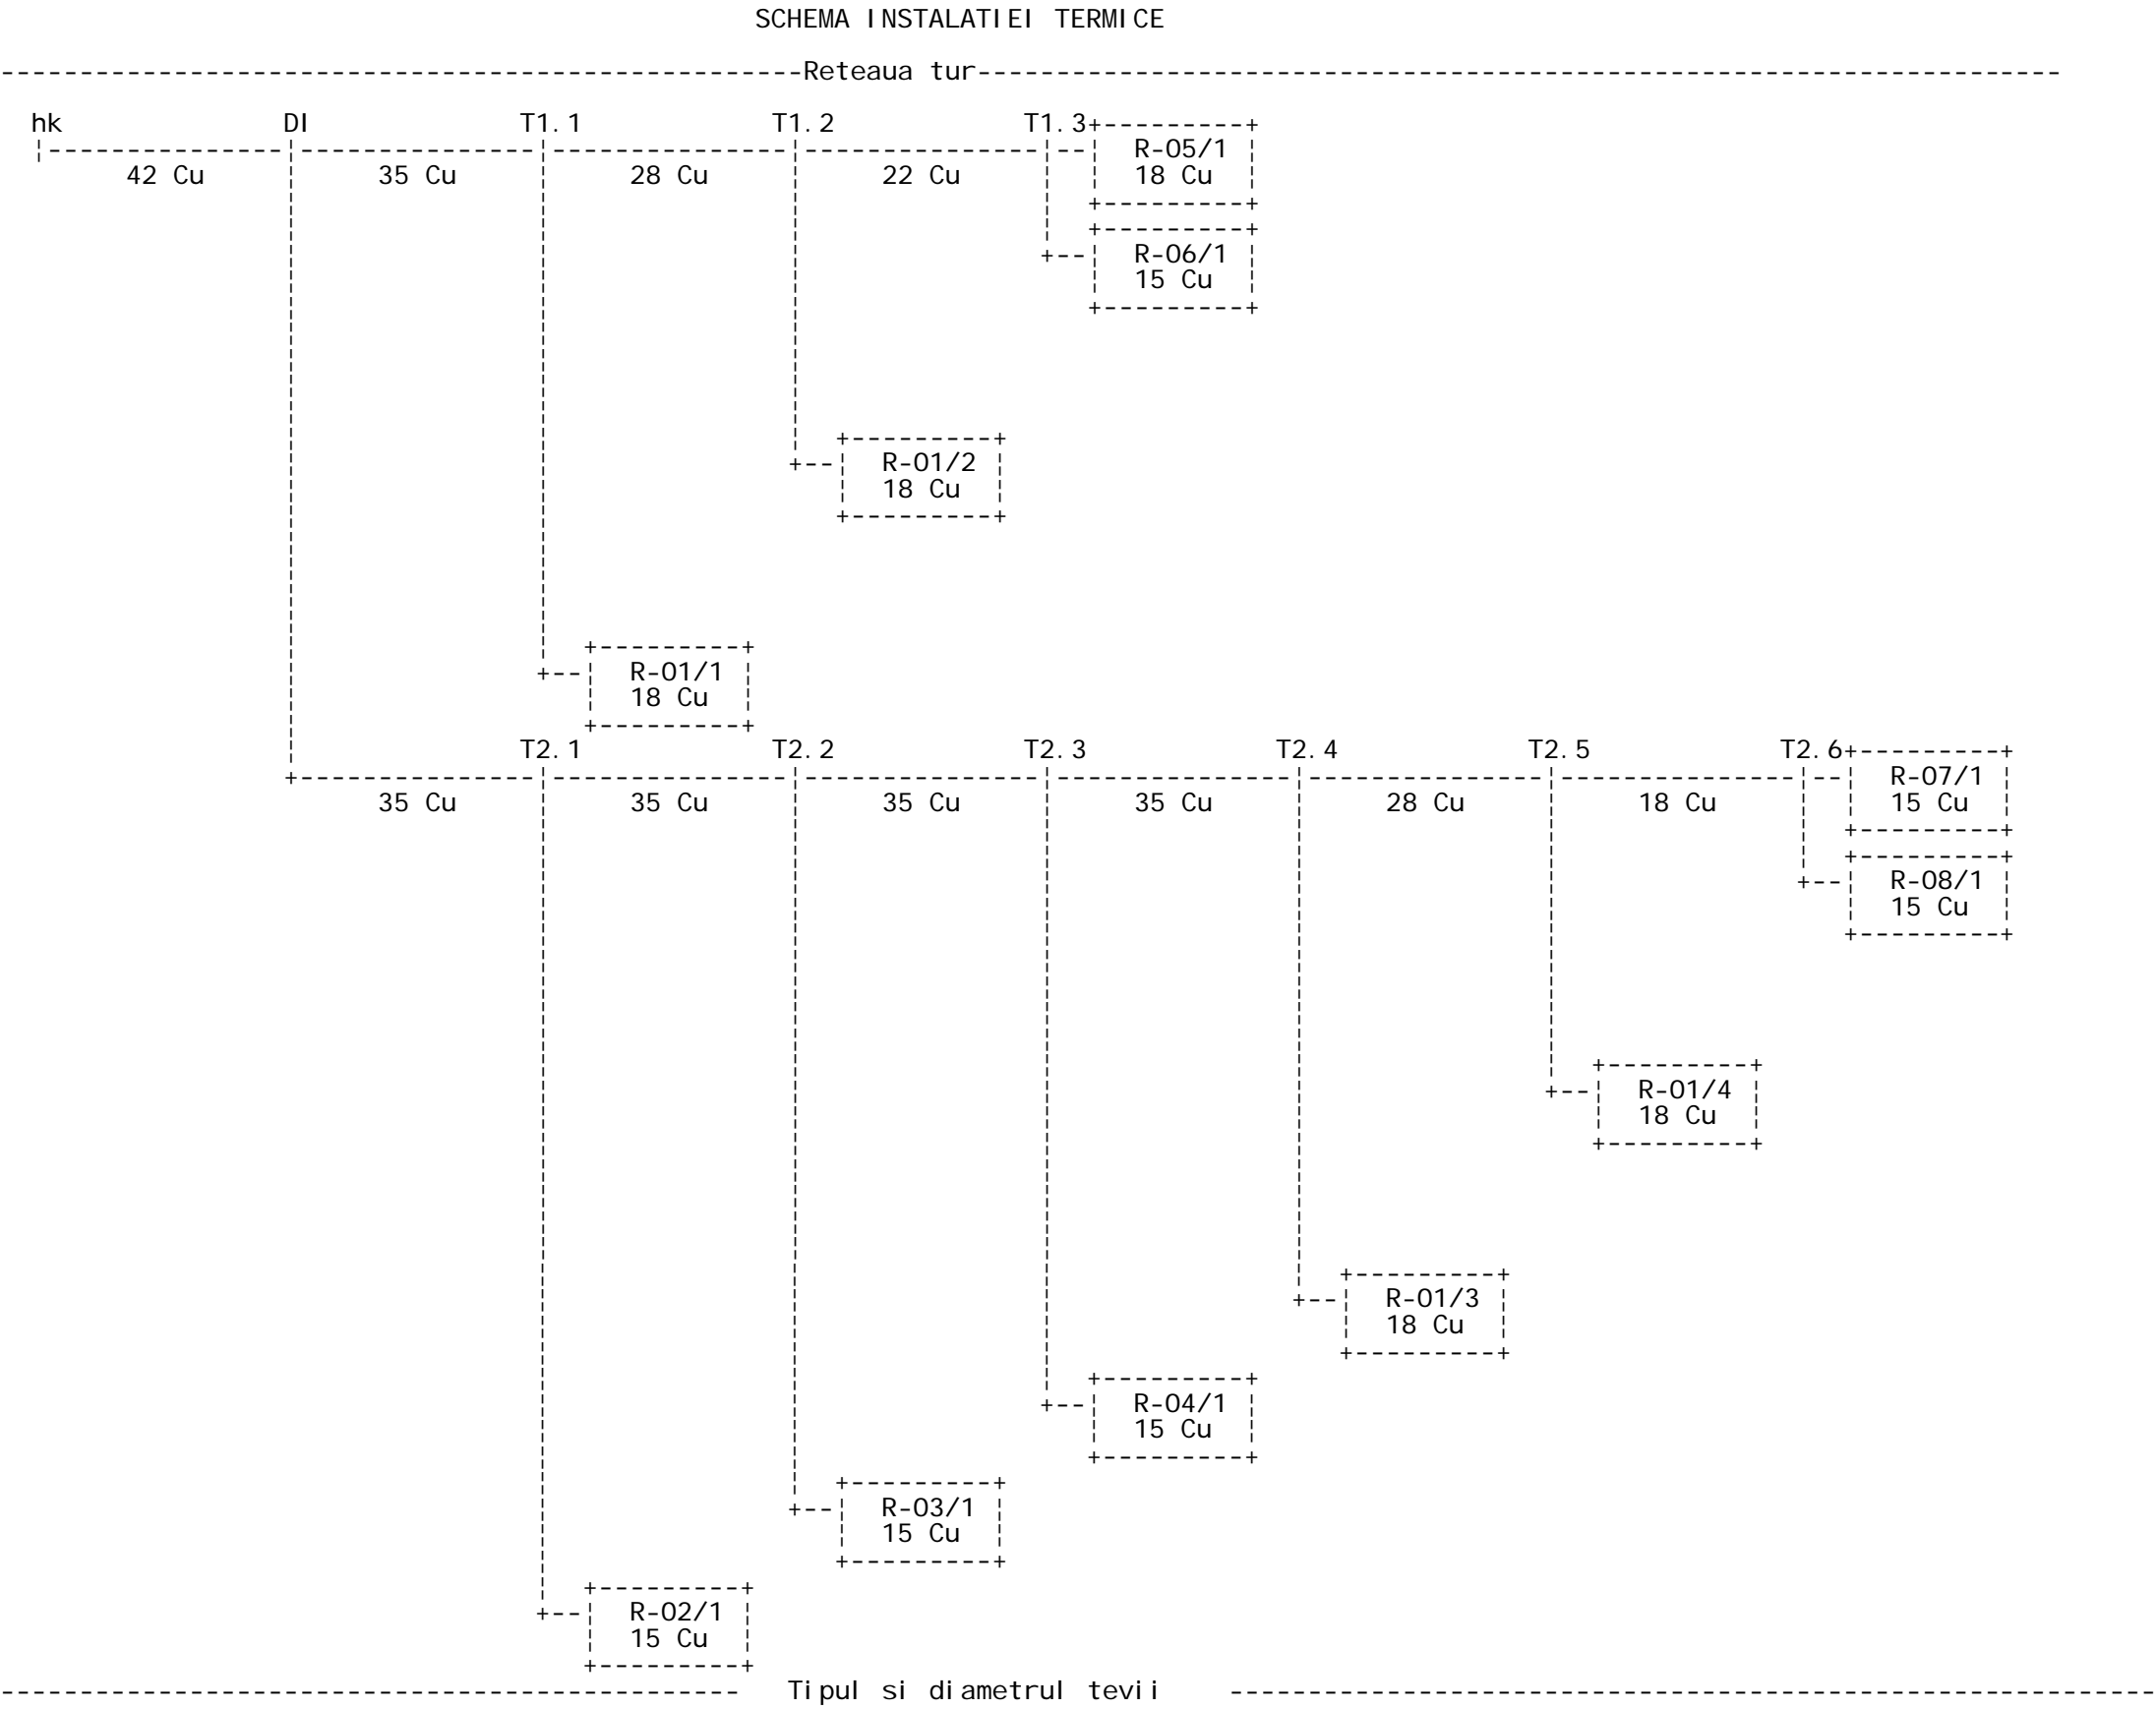 SCHEMA INSTALATIEI TERMICE
Reteaua tur
hk DI T1.1 T1.2 T1.3
R-05/1
42 Cu 35 Cu 28 Cu 22 Cu 18 Cu
R-06/1
15 Cu
R-01/2
18 Cu
R-01/1
18 Cu
T2.1 T2.2 T2.3 T2.4 T2.5 T2.6
R-07/1
35 Cu 35 Cu 35 Cu 35 Cu 28 Cu 18 Cu 15 Cu
R-08/1
15 Cu
R-01/4
18 Cu
R-01/3
18 Cu
R-04/1
15 Cu
R-03/1
15 Cu
R-02/1
15 Cu
Tipul si diametrul tevii